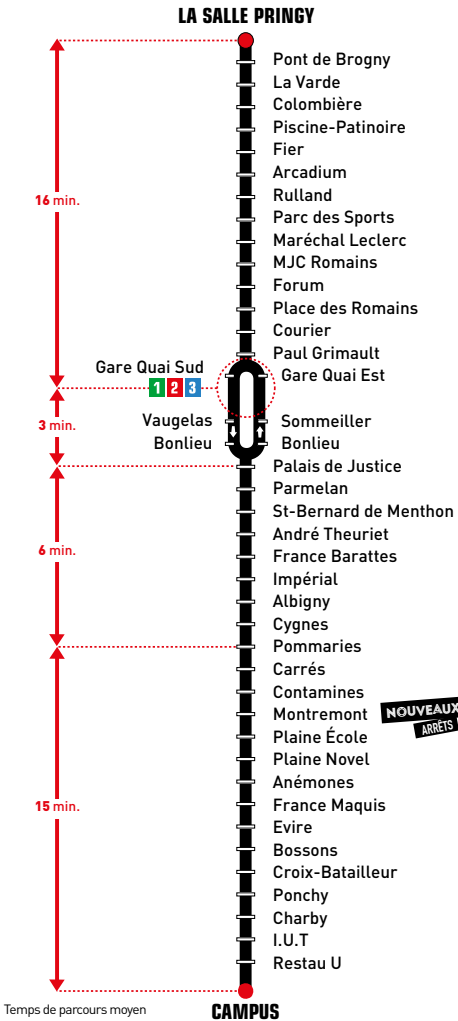 LA SALLE PRINGY
Pont de Brogny
La Varde
Colombière
Piscine-Patinoire
Fier
Arcadium
16 min.
Rulland
Parc des Sports
Maréchal Leclerc
MJC Romains
Forum
Place des Romains
Courier
Paul Grimault
Gare Quai Sud
Gare Quai Est
1 2 3
3 min.
Vaugelas
Sommeiller
Bonlieu
Bonlieu
Palais de Justice
Parmelan
St-Bernard de Menthon
André Theuriet
6 min.
France Barattes
Impérial
Albigny
Cygnes
Pommaries
Carrés
Contamines
Montremont
NOUVEAUX
ARRÊTS
Plaine École
Plaine Novel
Anémones
15 min.
France Maquis
Evire
Bossons
Croix-Batailleur
Ponchy
Charby
I.U.T
Restau U
Temps de parcours moyen
CAMPUS